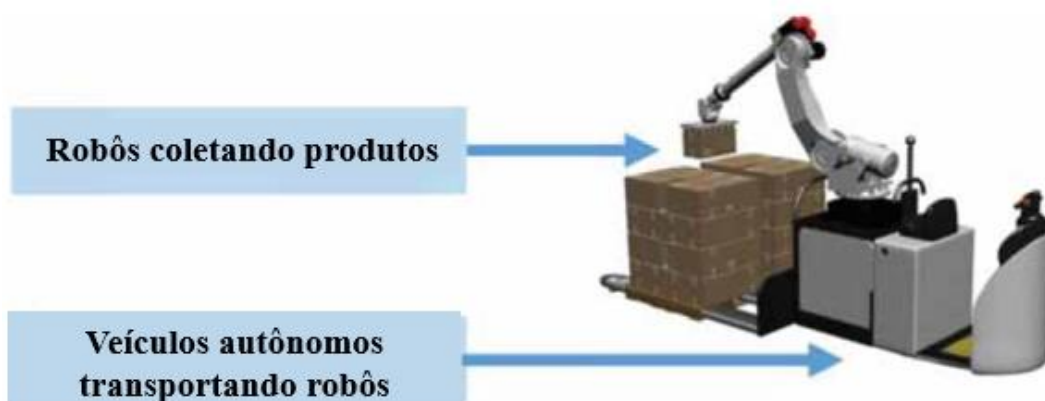 Robôs coletando produtos
Veículos autônomos
transportando robôs